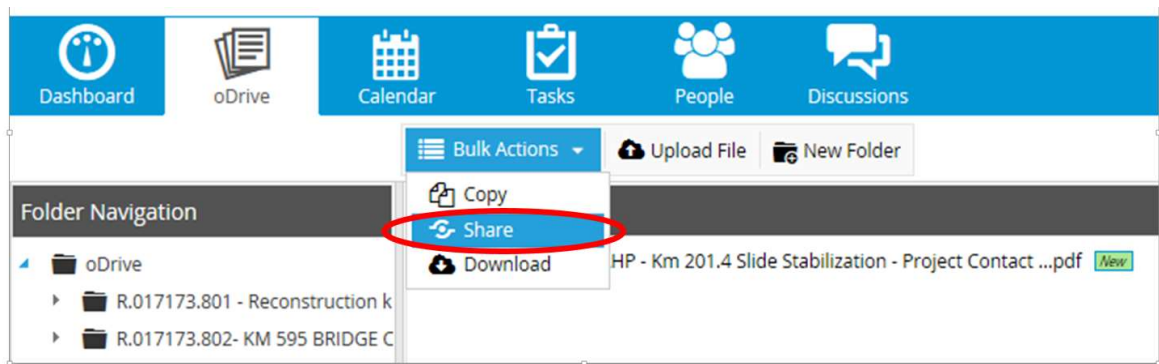 Dashboard oDrive Calendar Tasks People Discussions
Bulk Actions Upload File New Folder
Copy
Folder Navigation
Share
oDrive
Download
HP - Km 201.4 Slide Stabilization - Project Contact ...pdf New
R.017173.801 - Reconstruction k
R.017173.802- KM 595 BRIDGE C